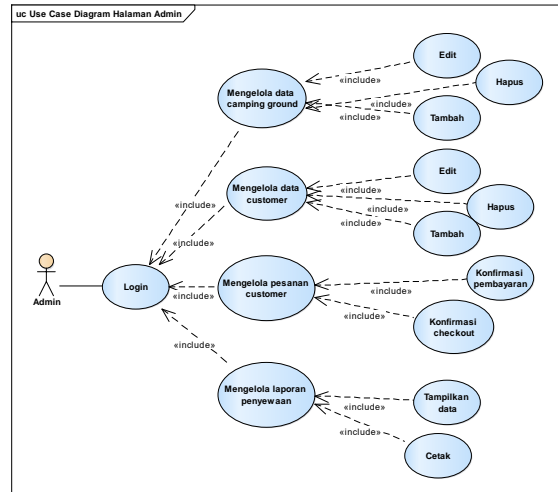 uc Use Case Diagram Halaman Admin
Edit
«include»
Hapus
Mengelola data
camping ground
«include»
«include»
Tambah
Edit
«include»
Mengelola data
customer
«include»
Hapus
«include»
«include»
«include»
Tambah
Admin
Login
«include»
Mengelola pesanan
customer
«include»
Konfirmasi
pembayaran
«include»
Konfirmasi
checkout
«include»
Mengelola laporan
penyewaan
«include»
Tampilkan
data
«include»
Cetak